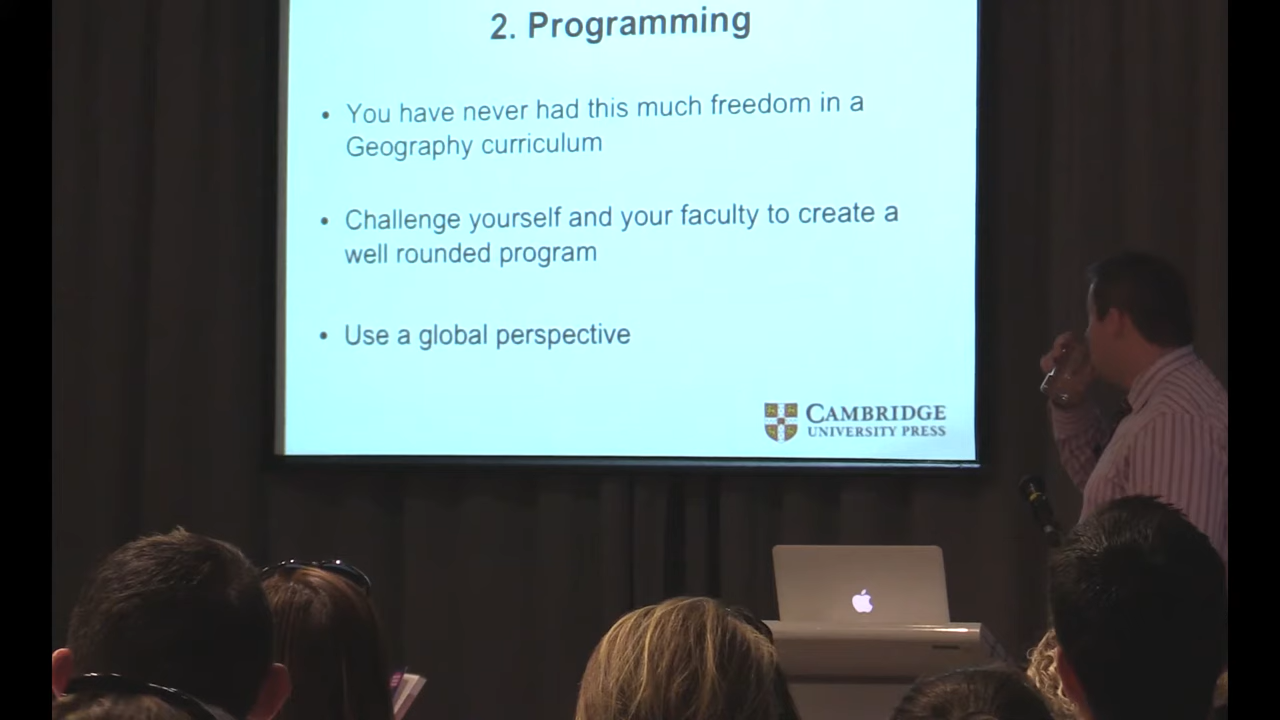 2. Programming
• You have never had this much freedom in a
Geography curriculum
• Challenge yourself and your faculty to create a
well rounded program
• Use a global perspective
CAMBRIDGE
UNIVERSITY PRESS